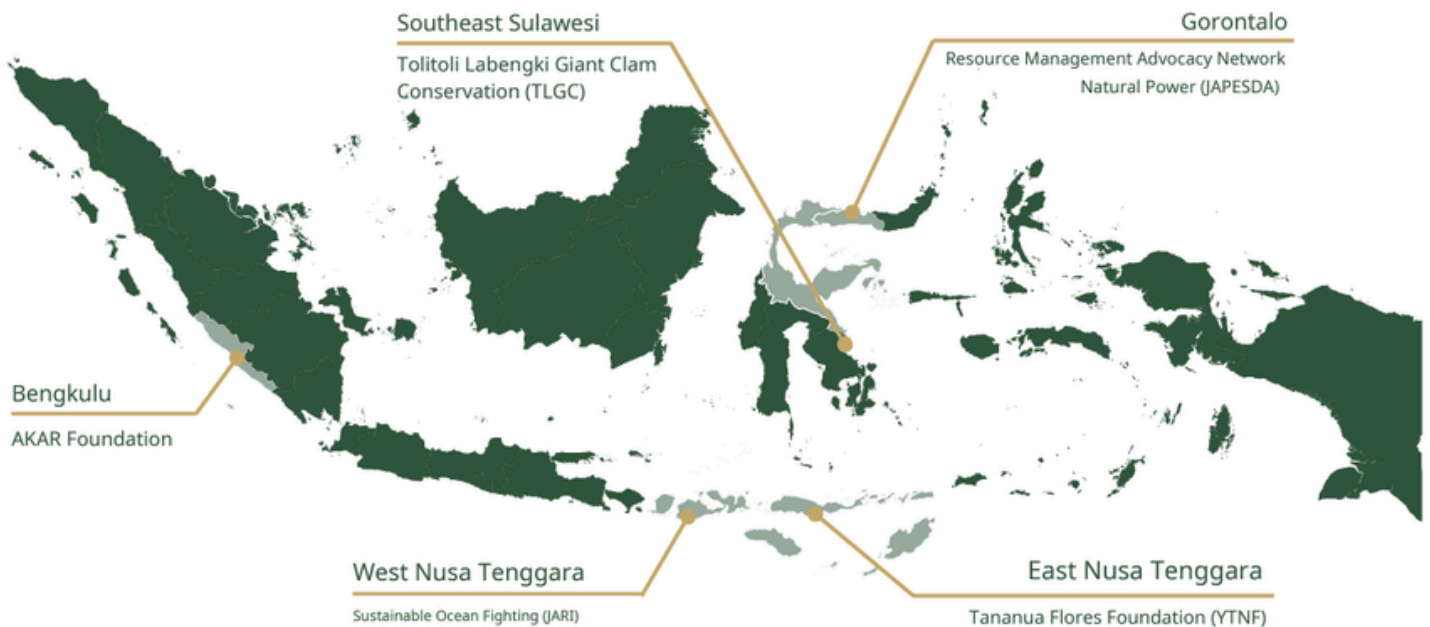 Southeast Sulawesi
Tolitoli Labengki Giant Clam
Conservation (TLGC)
Gorontalo
Resource Management Advocacy Network
Natural Power (JAPESDA)
Bengkulu
AKAR Foundation
West Nusa Tenggara
Sustainable Ocean Fighting (JARI)
East Nusa Tenggara
Tananua Flores Foundation (YTNF)